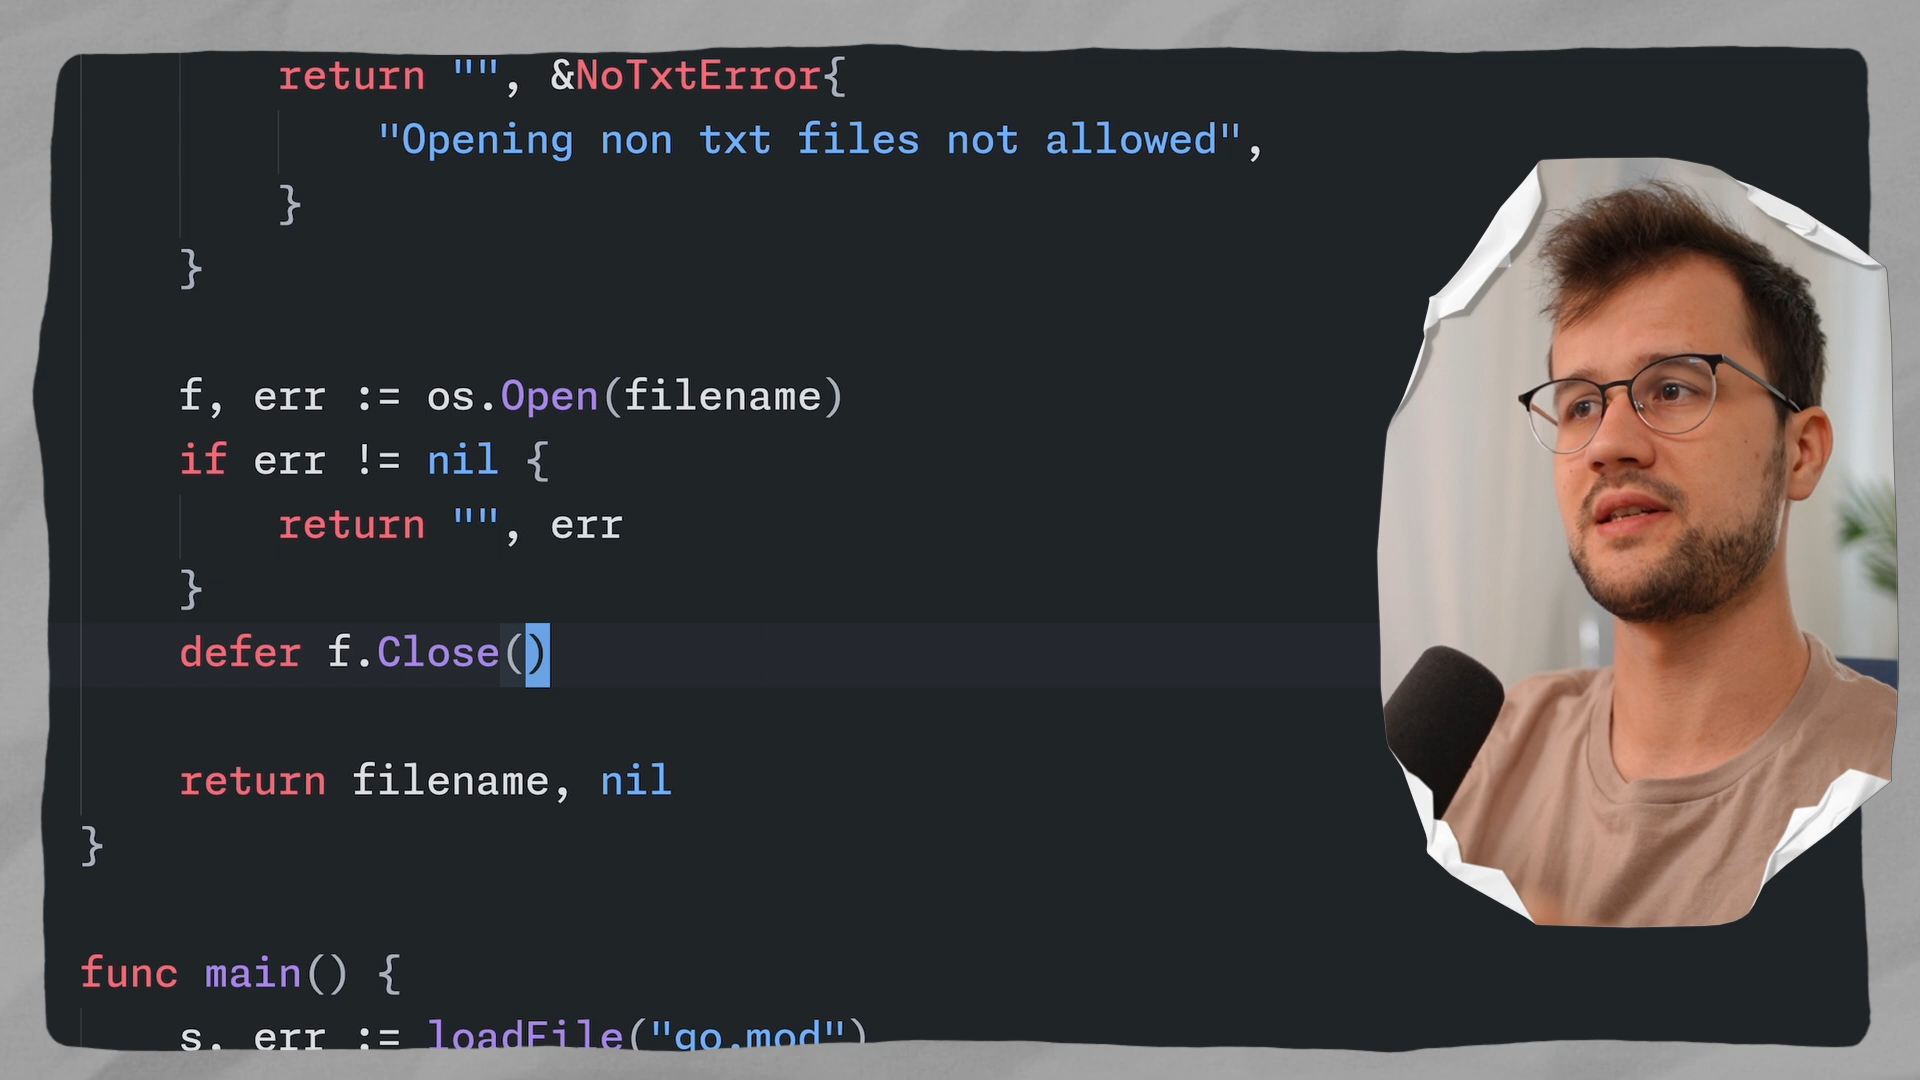 return "", &NoTxtError{
"Opening non txt files not allowed",
}
}
f, err := os.Open(filename)
if err != nil {
return "", err
}
defer f.Close()
return filename, nil
}
func main() {
s, err := loadFile("go.mod")